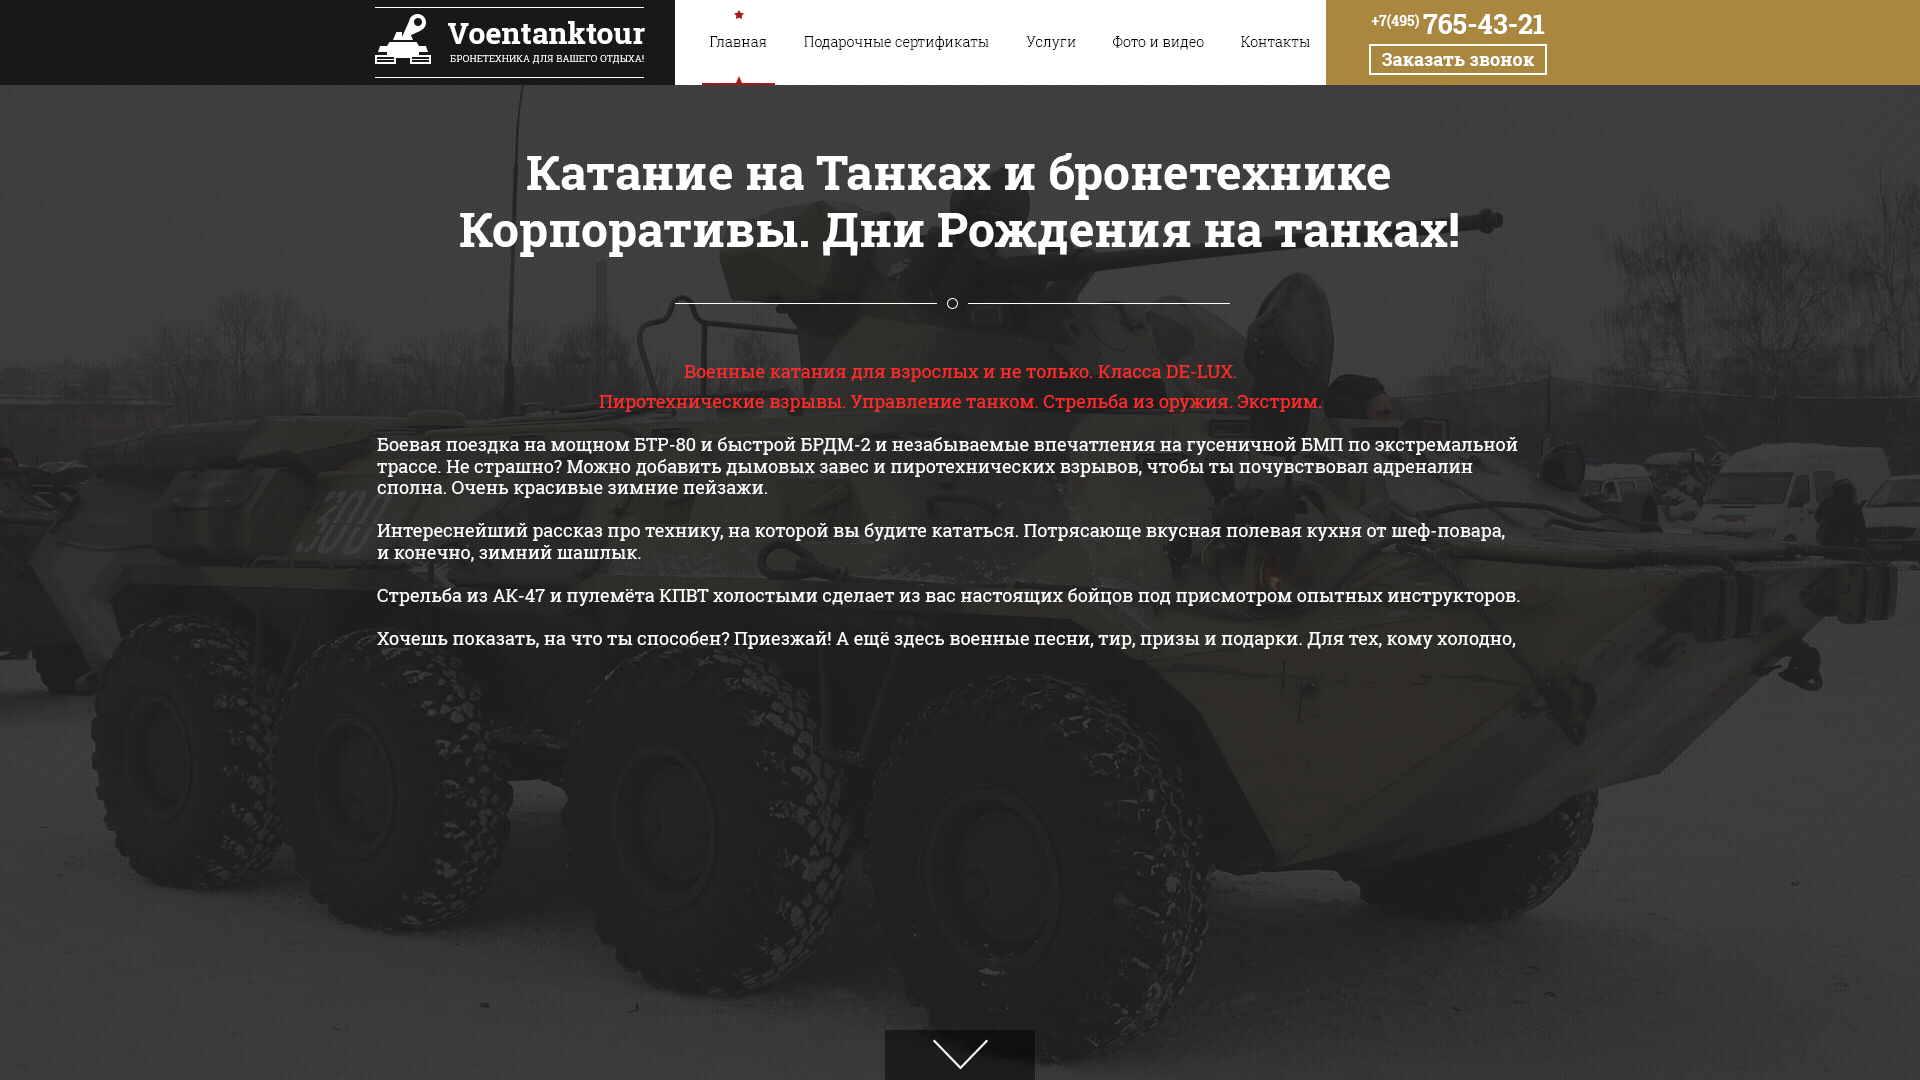 Voentanktour
БРОНЕТЕХНИКА ДЛЯ ВАШЕГО ОТДЫХА!
Главная
Подарочные сертификаты
Услуги
Фото и видео
Контакты
+7(495) 765-43-21
Заказать звонок
Катание на Танках и бронетехнике
Корпоративы. Дни Рождения на танках!
Военные катания для взрослых и не только. Класса DE-LUX.
Пиротехнические взрывы. Управление танком. Стрельба из оружия. Экстрим.
Боевая поездка на мощном БТР-80 и быстрой БРДМ-2 и незабываемые впечатления на гусеничной БМП по экстремальной
трассе. Не страшно? Можно добавить дымовых завес и пиротехнических взрывов, чтобы ты почувствовал адреналин
сполна. Очень красивые зимние пейзажи.
Интереснейший рассказ про технику, на которой вы будите кататься. Потрясающе вкусная полевая кухня от шеф-повара,
и конечно, зимний шашлык.
Стрельба из АК-47 и пулемёта КПВТ холостыми сделает из вас настоящих бойцов под присмотром опытных инструкторов.
Хочешь показать, на что ты способен? Приезжай! А ещё здесь военные песни, тир, призы и подарки. Для тех, кому холодно,
308